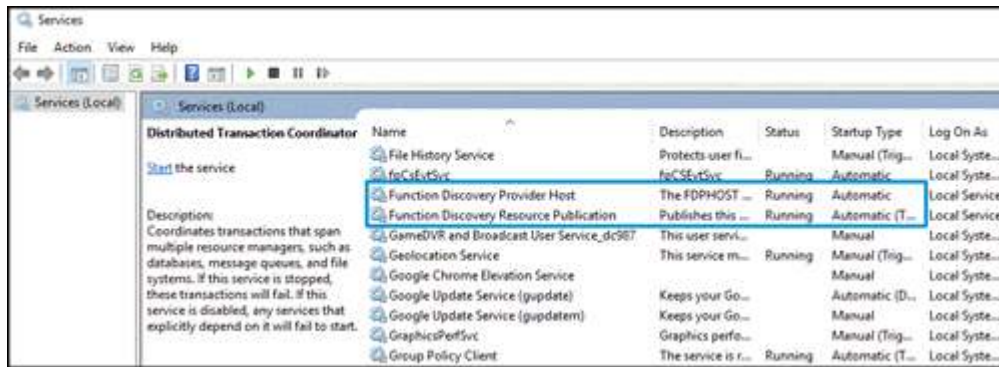 Services
File Action View Help
Services (Local)
Services (Local)
Distributed Transaction Coordinator
Start the service
Description:
Coordinates transactions that span
multiple resource managers, such as
databases, message queues, and file
systems. If this service is stopped,
these transactions will fail. If this
service is disabled, any services that
explicitly depend on it will fail to start.
Name Description Status Startup Type Log On As
File History Service Protects user fi... Manual (Trig... Local Syste...
fpCsEvtSvc fpCSEvtSvc Running Automatic Local Syste...
Function Discovery Provider Host The FDPHOST ... Running Automatic Local Service
Function Discovery Resource Publication Publishes this ... Running Automatic (T... Local Service
GameDVR and Broadcast User Service_dc987 This user servi... Manual Local Syste...
Geolocation Service This service m... Running Manual (Trig... Local Syste...
Google Chrome Elevation Service Manual Local Syste...
Google Update Service (gupdate) Keeps your Go... Automatic (D... Local Syste...
Google Update Service (gupdatem) Keeps your Go... Manual Local Syste...
GraphicsPerfSvc Graphics perfo... Manual (Trig... Local Syste...
Group Policy Client The service is r... Running Automatic (T... Local Syste...